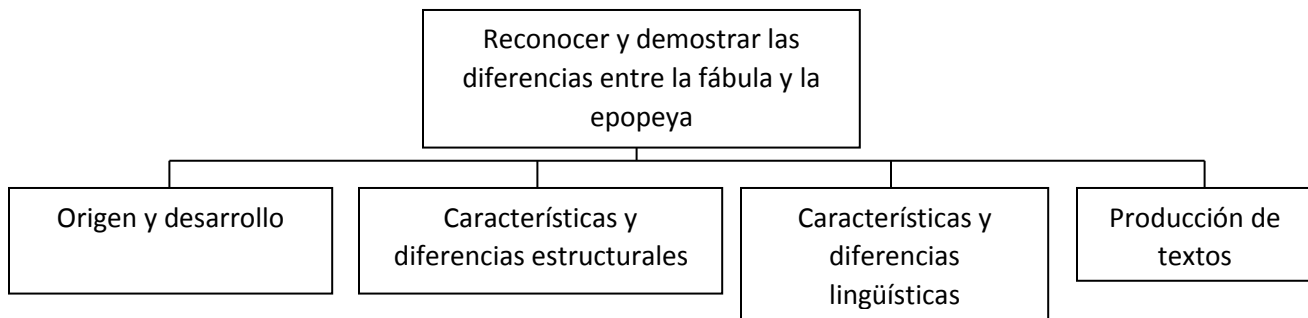 Reconocer y demostrar las
diferencias entre la fábula y la
epopeya
Origen y desarrollo
Características y
diferencias estructurales
Características y
diferencias
lingüísticas
Producción de
textos